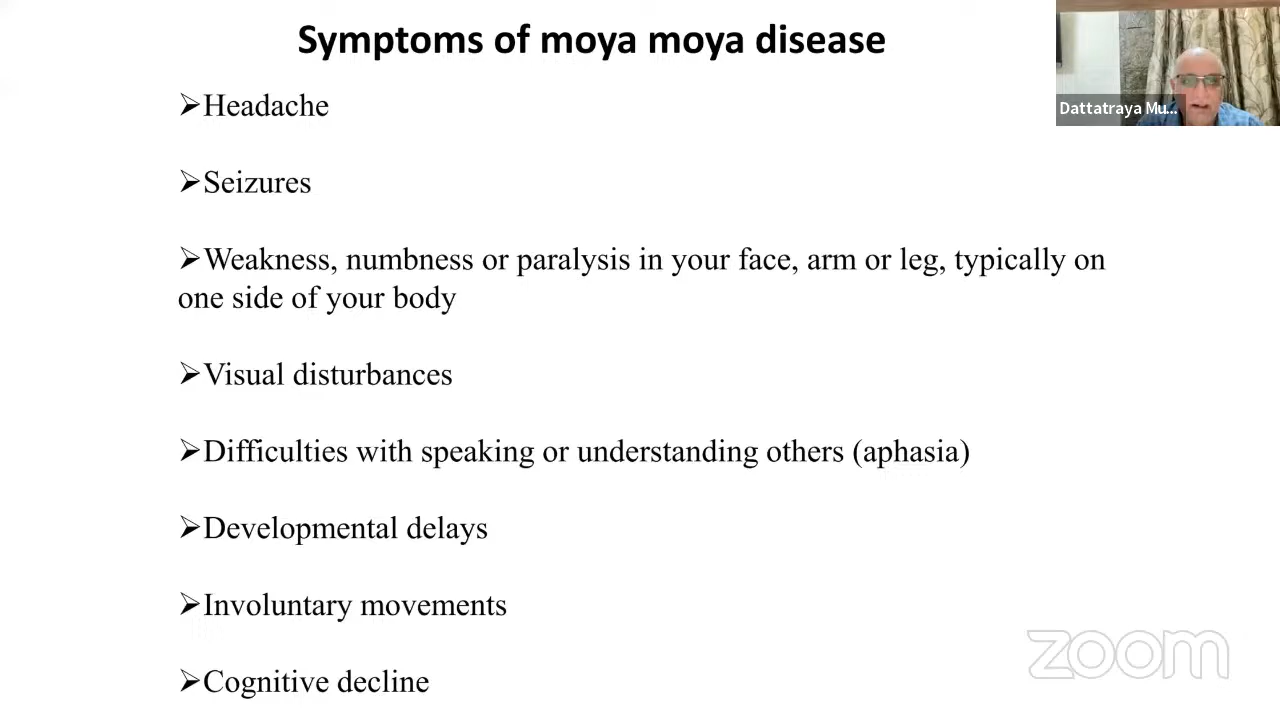 Symptoms of moya moya disease
Dattatraya Mu...
➢Headache
➢Seizures
➢Weakness, numbness or paralysis in your face, arm or leg, typically on
one side of your body
➢Visual disturbances
➢Difficulties with speaking or understanding others (aphasia)
➢Developmental delays
➢Involuntary movements
➢Cognitive decline
zoom